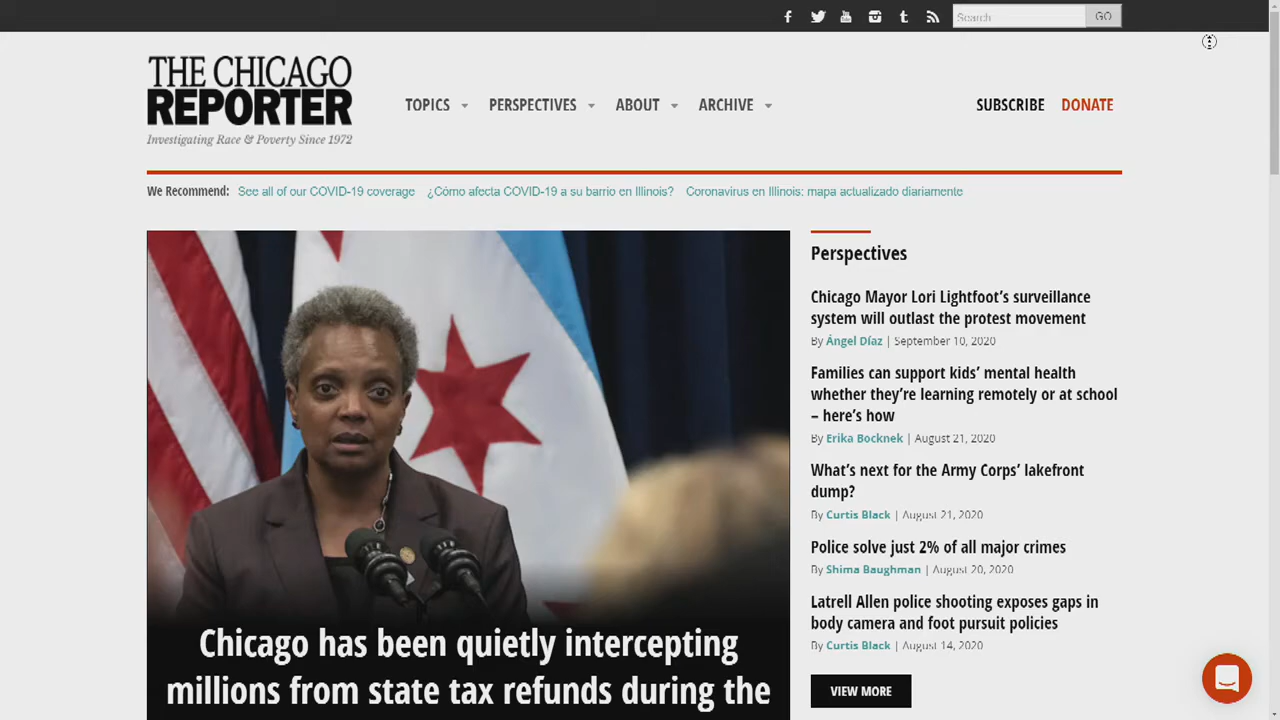 Search
GO
THE CHICAGO
REPORTER
Investigating Race & Poverty Since 1972
TOPICS
PERSPECTIVES
ABOUT
ARCHIVE
SUBSCRIBE
DONATE
We Recommend: See all of our COVID-19 coverage ¿Cómo afecta COVID-19 a su barrio en Illinois? Coronavirus en Illinois: mapa actualizado diariamente
Chicago has been quietly intercepting
millions from state tax refunds during the
Perspectives
Chicago Mayor Lori Lightfoot’s surveillance
system will outlast the protest movement
By Ángel Díaz | September 10, 2020
Families can support kids’ mental health
whether they’re learning remotely or at school
– here’s how
By Erika Bocknek | August 21, 2020
What’s next for the Army Corps’ lakefront
dump?
By Curtis Black | August 21, 2020
Police solve just 2% of all major crimes
By Shima Baughman | August 20, 2020
Latrell Allen police shooting exposes gaps in
body camera and foot pursuit policies
By Curtis Black | August 14, 2020
VIEW MORE